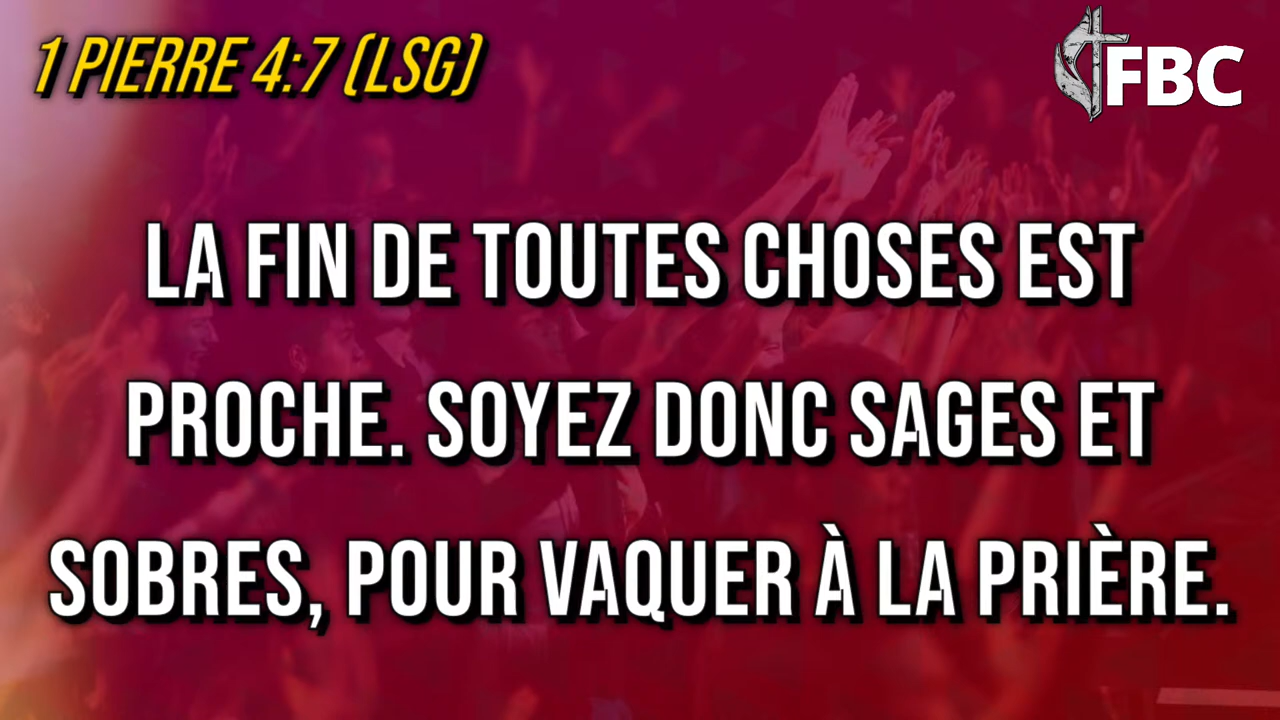 1 PIERRE 4:7 (LSG)
FBC
LA FIN DE TOUTES CHOSES EST
PROCHE. SOYEZ DONC SAGES ET
SOBRES, POUR VAQUER À LA PRIÈRE.